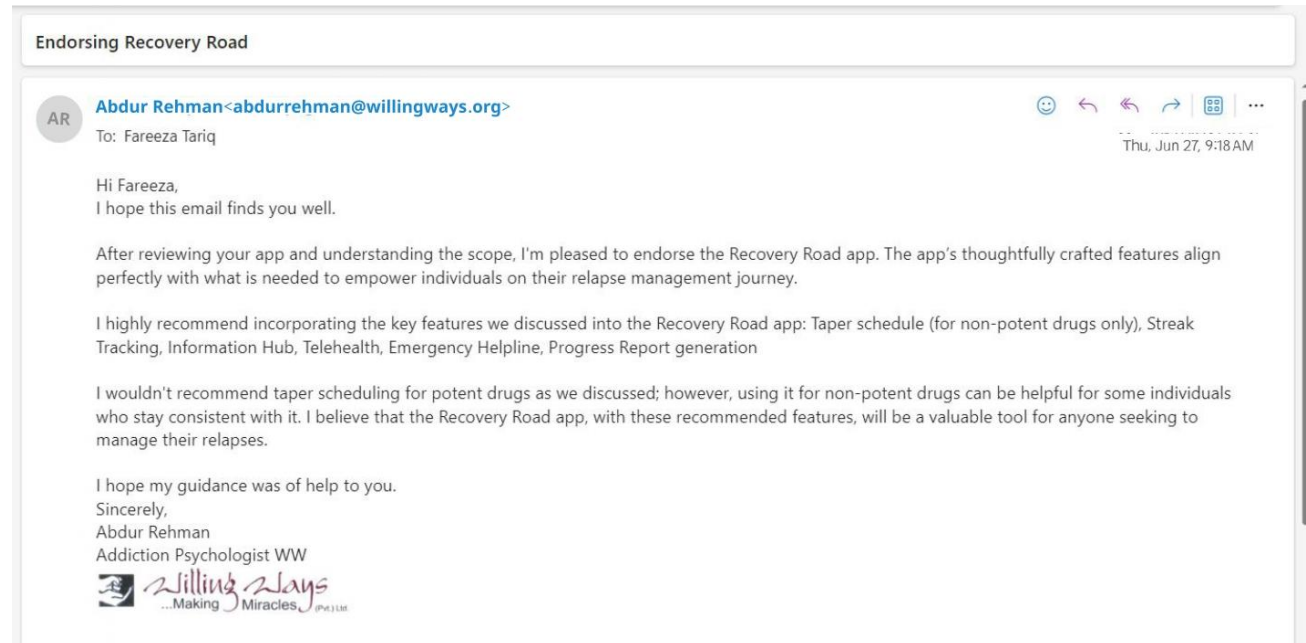 Endorsing Recovery Road
AR
Abdur Rehman<abdurrehman@willingways.org>
To: Fareeza Tariq
Thu, Jun 27, 9:18 AM
Hi Fareeza,
I hope this email finds you well.
After reviewing your app and understanding the scope, I'm pleased to endorse the Recovery Road app. The app's thoughtfully crafted features align
perfectly with what is needed to empower individuals on their relapse management journey.
I highly recommend incorporating the key features we discussed into the Recovery Road app: Taper schedule (for non-potent drugs only), Streak
Tracking, Information Hub, Telehealth, Emergency Helpline, Progress Report generation
I wouldn't recommend taper scheduling for potent drugs as we discussed; however, using it for non-potent drugs can be helpful for some individuals
who stay consistent with it. I believe that the Recovery Road app, with these recommended features, will be a valuable tool for anyone seeking to
manage their relapses.
I hope my guidance was of help to you.
Sincerely,
Abdur Rehman
Addiction Psychologist WW
Willing Ways
...Making Miracles (Pvt.) Ltd.